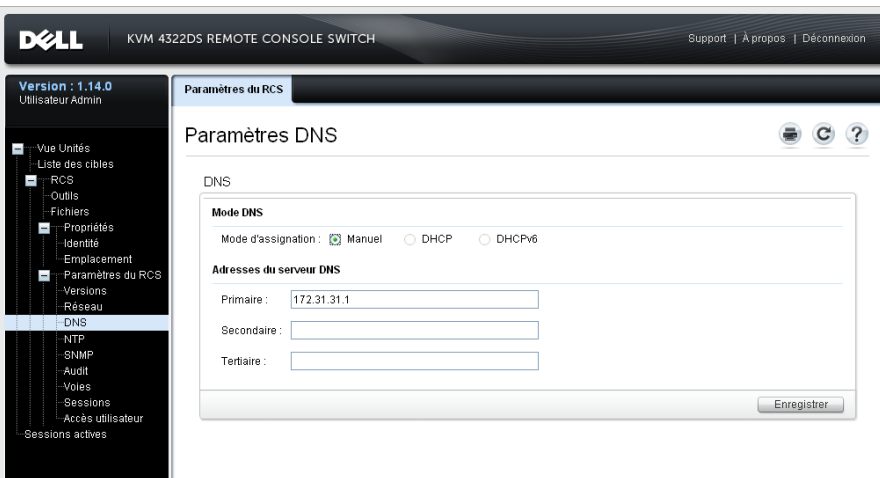 DELL
KVM 4322DS REMOTE CONSOLE SWITCH
Support | À propos | Déconnexion
Version : 1.14.0
Utilisateur Admin
Vue Unités
Liste des cibles
RCS
Outils
Fichiers
Propriétés
Identité
Emplacement
Paramètres du RCS
Versions
Réseau
DNS
NTP
SNMP
Audit
Voies
Sessions
Accès utilisateur
Sessions actives
Paramètres du RCS
Paramètres DNS
?
DNS
Mode DNS
Mode d'assignation : Manuel DHCP DHCPv6
Adresses du serveur DNS
Primaire : 172.31.31.1
Secondaire :
Tertiaire :
Enregistrer